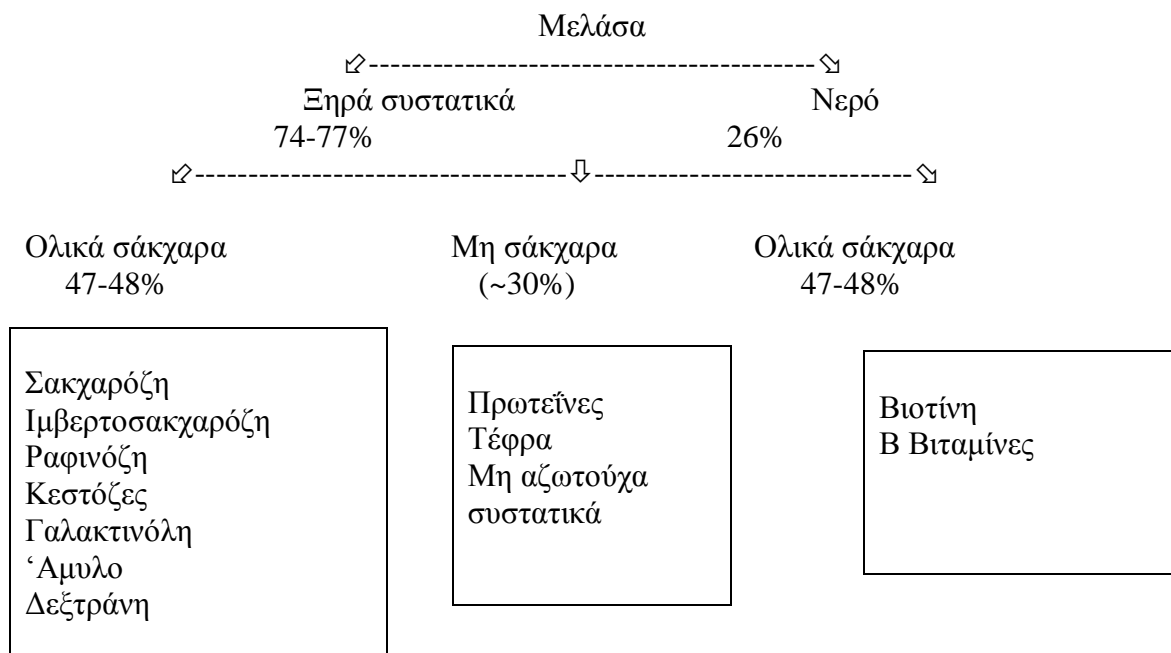 Μελάσα
Ξηρά συστατικά Νερό
74-77% 26%
Ολικά σάκχαρα Μη σάκχαρα Ολικά σάκχαρα
47-48% (~30%) 47-48%
Σακχαρόζη
Ιμβερτοσακχαρόζη
Ραφινόζη
Κεστόζες
Γαλακτινόλη
‘Αμυλο
Δεξτράνη
Πρωτεΐνες
Τέφρα
Μη αζωτούχα
συστατικά
Βιοτίνη
Β Βιταμίνες